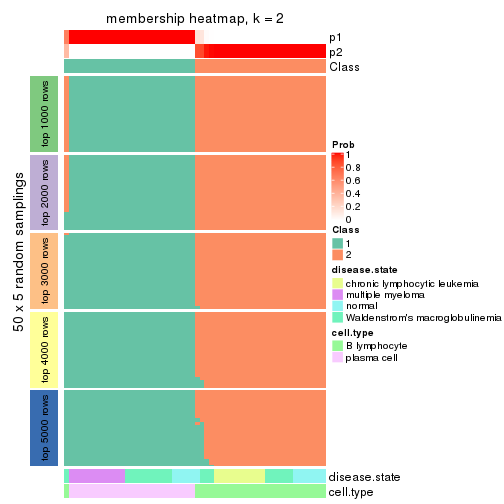 membership heatmap, k = 2
p1
p2
Class
50 x 5 random samplings
top 1000 rows
top 2000 rows
top 3000 rows
top 4000 rows
top 5000 rows
Prob
1
0.8
0.6
0.4
0.2
0
Class
1
2
disease.state
chronic lymphocytic leukemia
multiple myeloma
normal
Waldenstrom's macroglobulinemia
cell.type
B lymphocyte
plasma cell
disease.state
cell.type